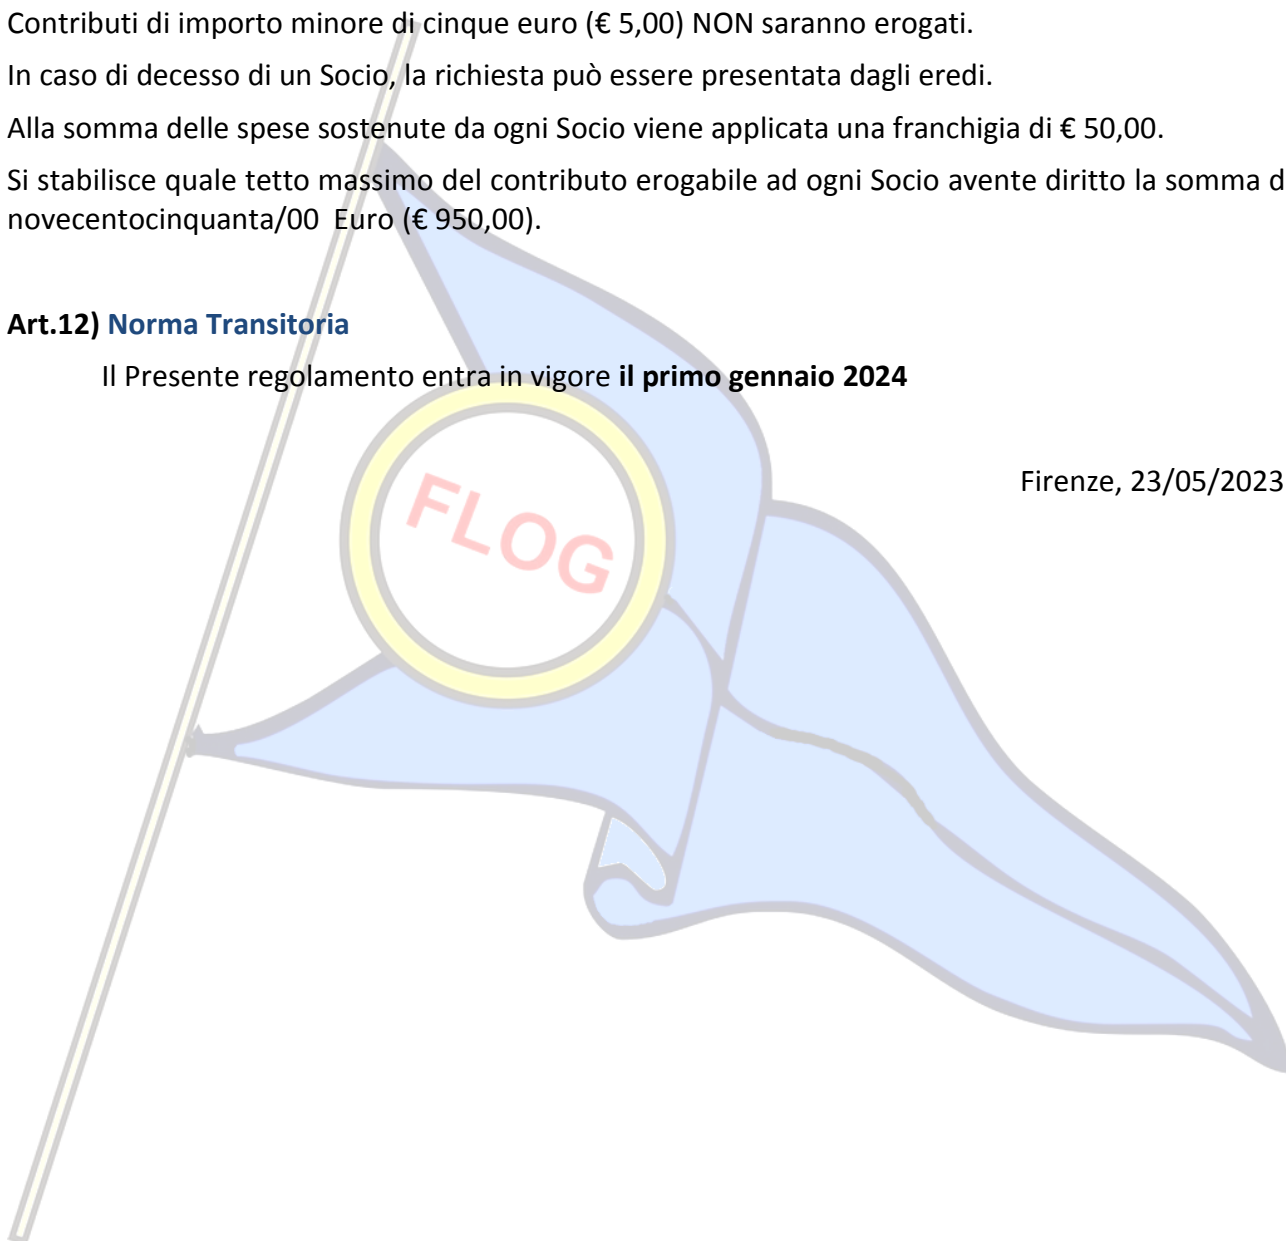 Contributi di importo minore di cinque euro (€ 5,00) NON saranno erogati.
In caso di decesso di un Socio, la richiesta può essere presentata dagli eredi.
Alla somma delle spese sostenute da ogni Socio viene applicata una franchigia di € 50,00.
Si stabilisce quale tetto massimo del contributo erogabile ad ogni Socio avente diritto la somma d
novecentocinquanta/00  Euro (€ 950,00).
Art.12) Norma Transitoria
Il Presente regolamento entra in vigore il primo gennaio 2024
Firenze, 23/05/2023
FLOG